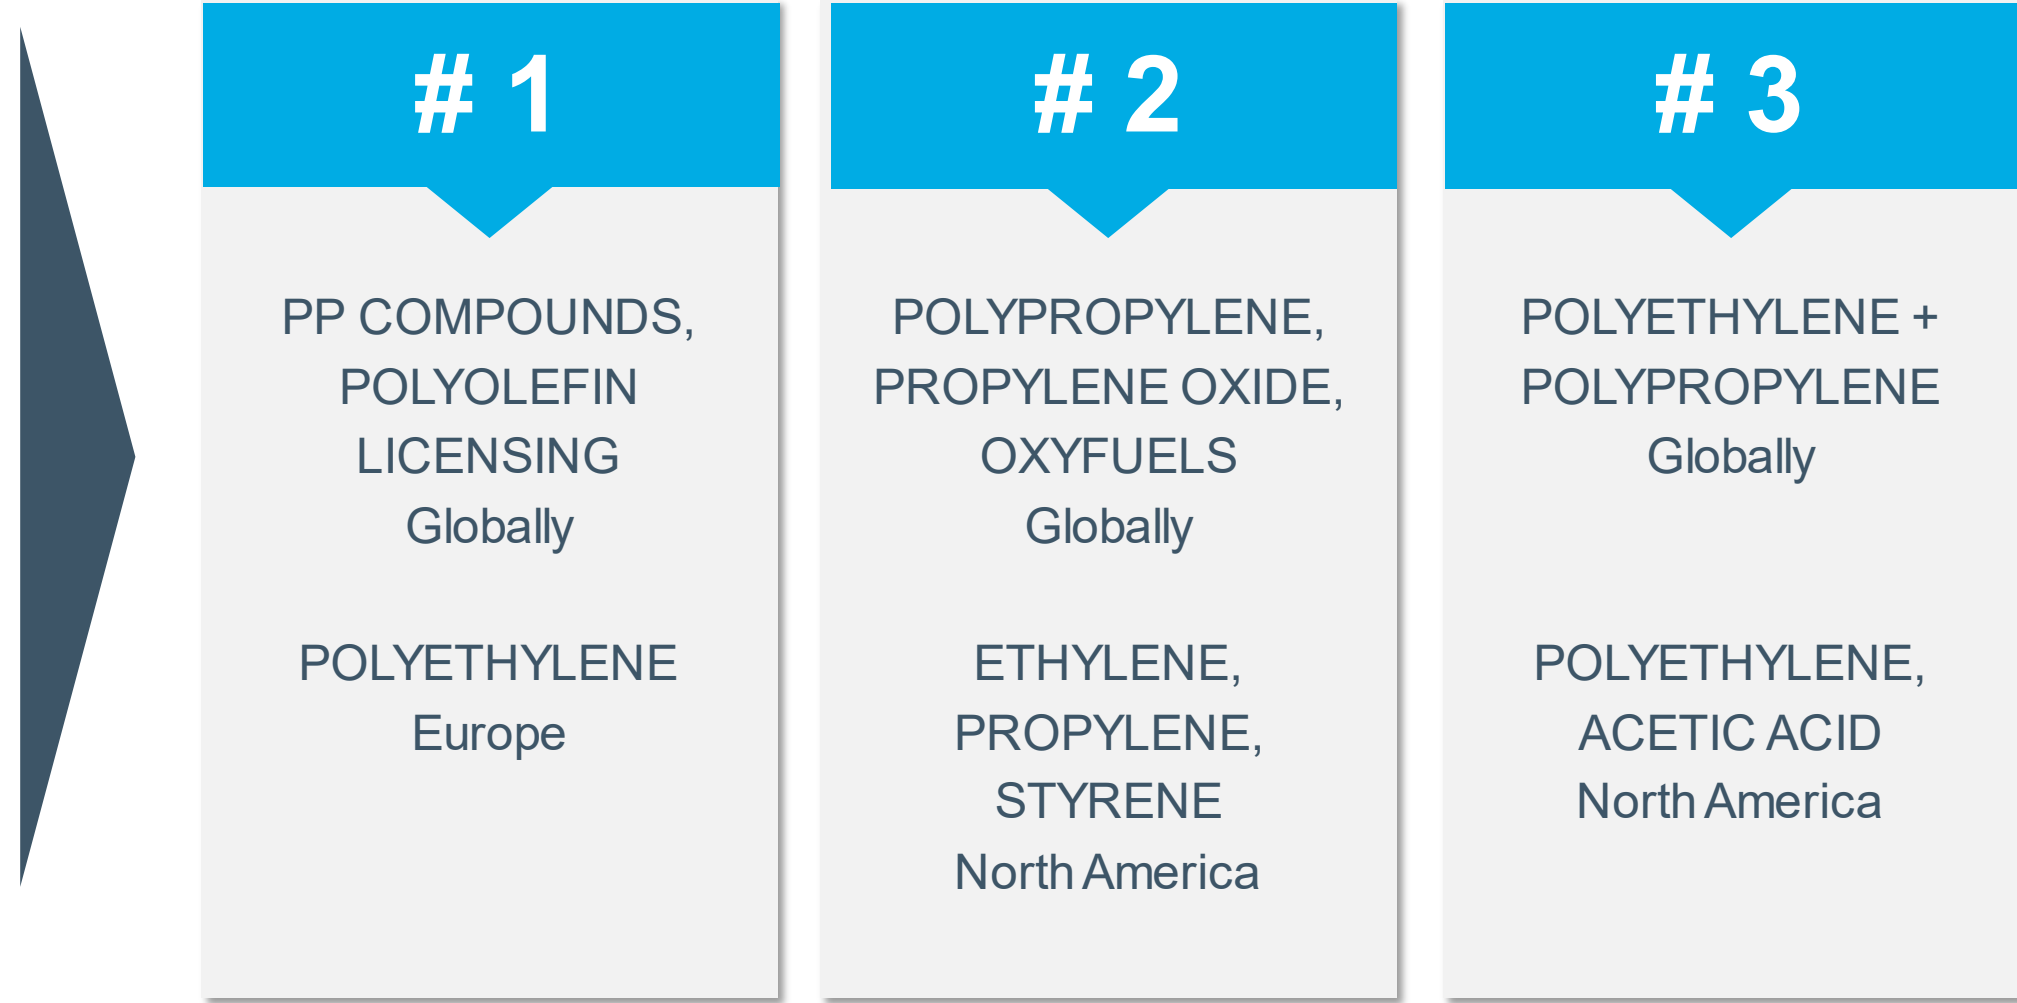 # 1
PP COMPOUNDS,
POLYOLEFIN
LICENSING
Globally
POLYETHYLENE
Europe
# 2
POLYPROPYLENE,
PROPYLENE OXIDE,
OXYFUELS
Globally
ETHYLENE,
PROPYLENE,
STYRENE
North America
# 3
POLYETHYLENE +
POLYPROPYLENE
Globally
POLYETHYLENE,
ACETIC ACID
North America